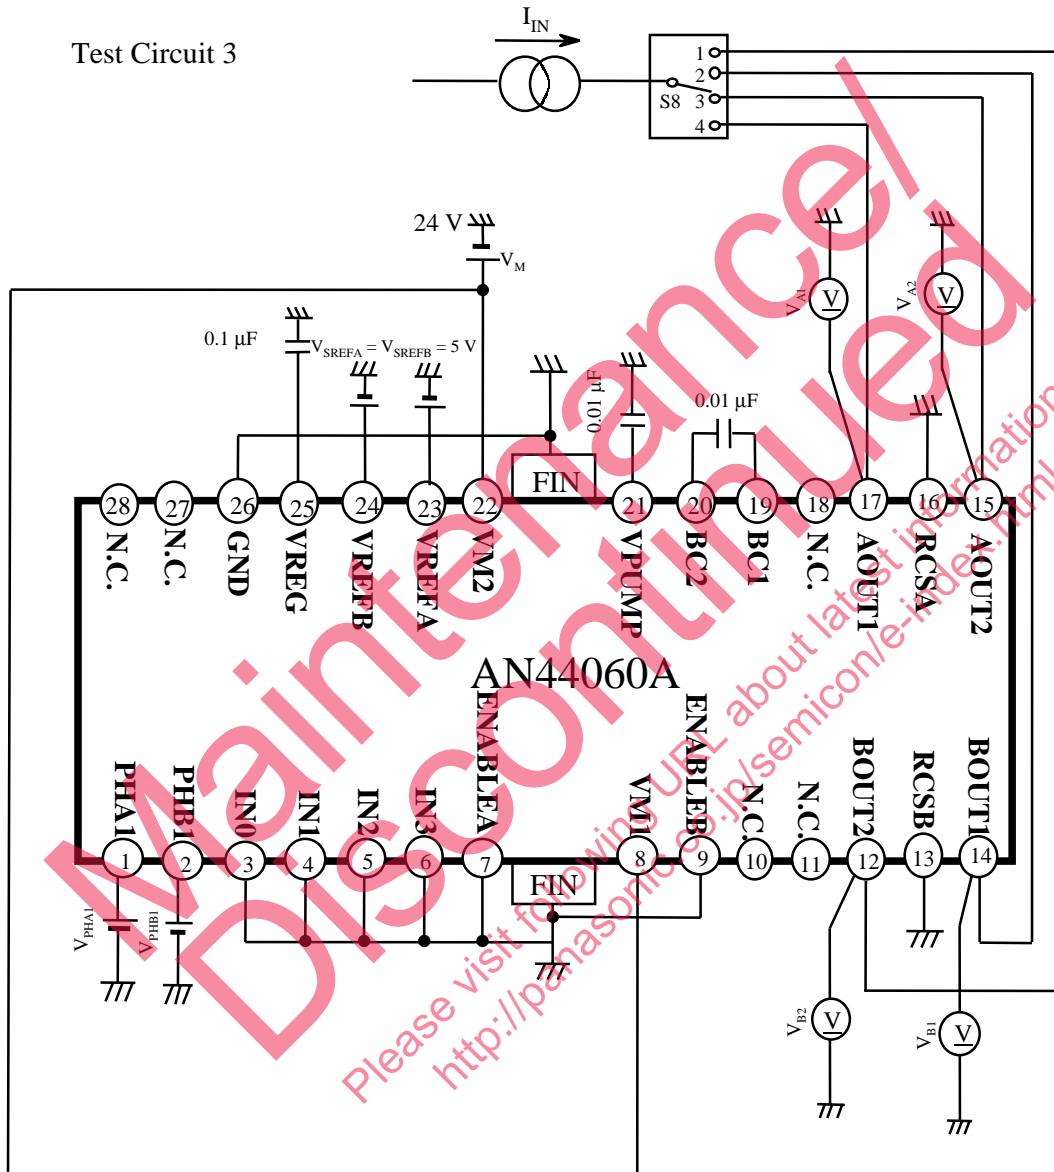 Test Circuit 3
I_IN
S8
1
2
3
4
24 V
V_M
0.1 μF
V_SREFA = V_SREFB = 5 V
0.01 μF
0.01 μF
V_A1
V
V_A2
V
FIN
28
27
26
25
24
23
22
21
20
19
18
17
16
15
N.C.
N.C.
GND
VREG
VREFB
VREFA
VM2
VPUMP
BC2
BC1
N.C.
AOUT1
RCSA
AOUT2
AN44060A
PHA1
PHB1
IN0
IN1
IN2
IN3
ENABLEA
VM1
ENABLEB
N.C.
N.C.
BOUT2
RCSB
BOUT1
1
2
3
4
5
6
7
8
9
10
11
12
13
14
FIN
V_PHA1
V_PHB1
V_B2
V
V_B1
V
Maintenance/
Discontinued
Please visit following URL about latest information
http://panasonic.co.jp/semicon/e-index.html/